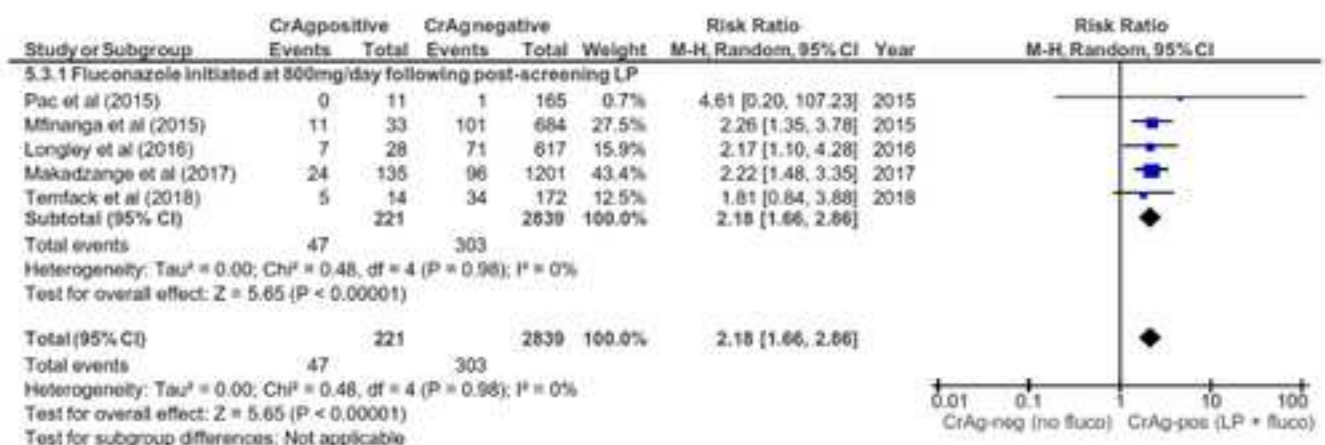 CrAgpositive CrAgnegative Risk Ratio Risk Ratio
Study or Subgroup Events Total Events Total Weight M-H, Random, 95% CI Year M-H, Random, 95% CI
5.3.1 Fluconazole initiated at 800mg/day following post-screening LP
Pac et al (2015) 0 11 1 165 0.7% 4.61 [0.20, 107.23] 2015
Mfinanga et al (2015) 11 33 101 684 27.5% 2.26 [1.35, 3.78] 2015
Longley et al (2016) 7 28 71 617 15.9% 2.17 [1.10, 4.28] 2016
Makadzange et al (2017) 24 135 96 1201 43.4% 2.22 [1.48, 3.35] 2017
Temfack et al (2018) 5 14 34 172 12.5% 1.81 [0.84, 3.88] 2018
Subtotal (95% CI) 221 2839 100.0% 2.18 [1.66, 2.86]
Total events 47 303
Heterogeneity: Tau² = 0.00; Chi² = 0.48, df = 4 (P = 0.98); I² = 0%
Test for overall effect: Z = 5.65 (P < 0.00001)
Total (95% CI) 221 2839 100.0% 2.18 [1.66, 2.86]
Total events 47 303
Heterogeneity: Tau² = 0.00; Chi² = 0.48, df = 4 (P = 0.98); I² = 0%
Test for overall effect: Z = 5.65 (P < 0.00001)
Test for subgroup differences: Not applicable
0.01 0.1 1 10 100
CrAg-neg (no fluco) CrAg-pos (LP + fluco)